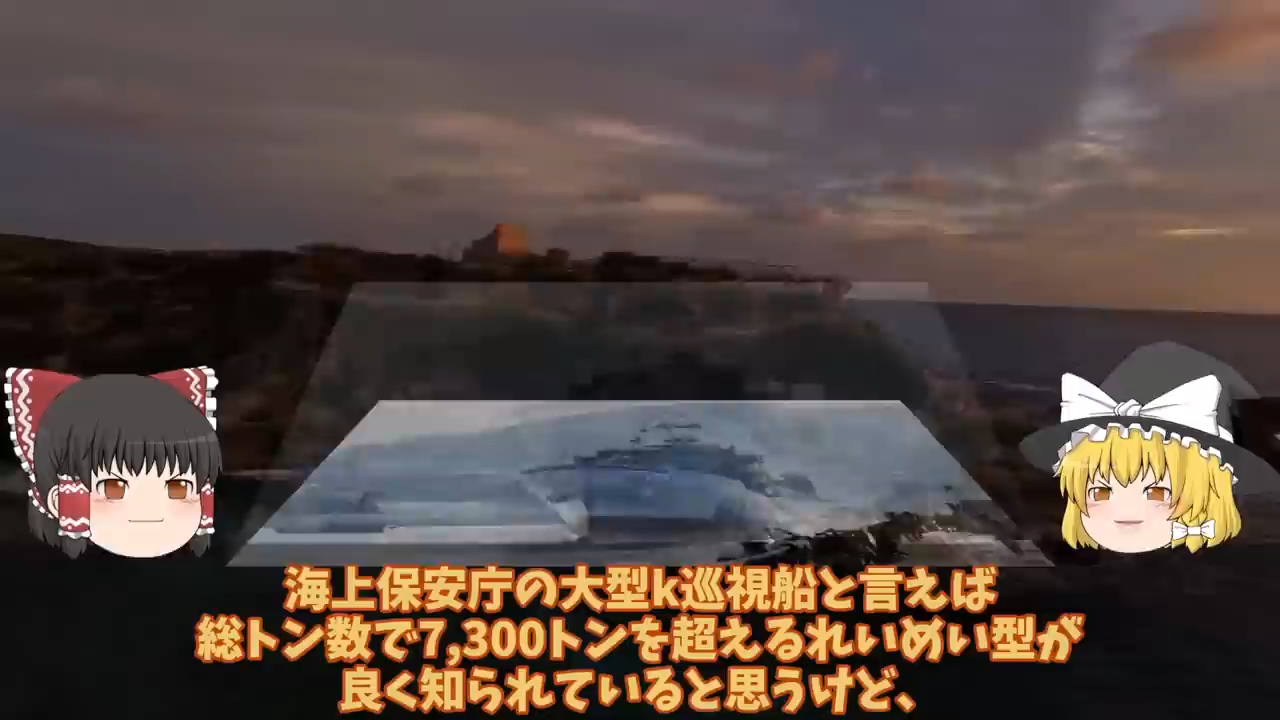 海上保安庁の大型k巡視船と言えば
総トン数で7,300トンを超えるれいめい型が
良く知られていると思うけど、